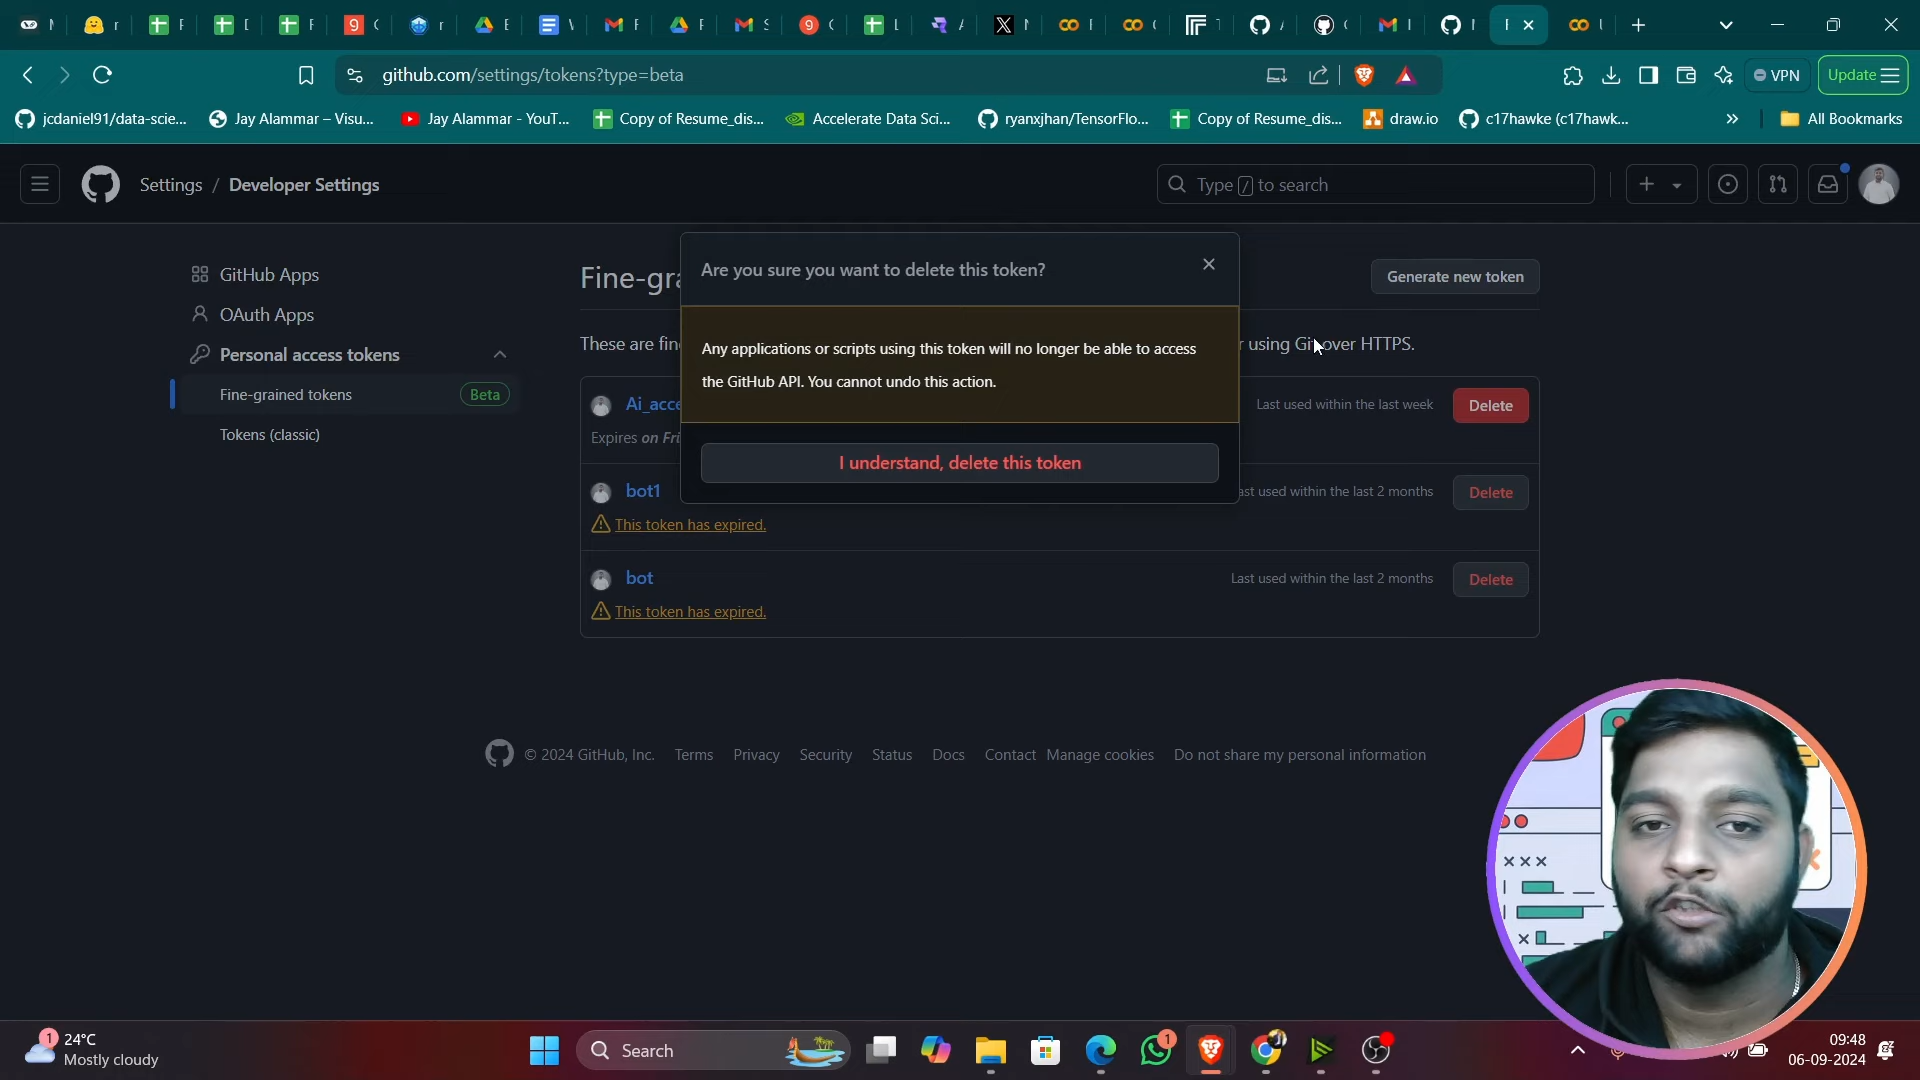 github.com/settings/tokens?type=beta
VPN
Update
jcdaniel91/data-scie...
Jay Alammar – Visu...
Jay Alammar - YouT...
Copy of Resume_dis...
Accelerate Data Sci...
ryanxjhan/TensorFlo...
Copy of Resume_dis...
draw.io
c17hawke (c17hawk...
All Bookmarks
Settings / Developer Settings
Type / to search
GitHub Apps
OAuth Apps
Personal access tokens
Fine-grained tokens
Beta
Tokens (classic)
Fine-gra
Generate new token
These are fin
r using Git over HTTPS.
Are you sure you want to delete this token?
Any applications or scripts using this token will no longer be able to access
the GitHub API. You cannot undo this action.
I understand, delete this token
Ai_acce
Last used within the last week
Delete
Expires on Fri
bot1
ast used within the last 2 months
Delete
This token has expired.
bot
Last used within the last 2 months
Delete
This token has expired.
© 2024 GitHub, Inc.
Terms
Privacy
Security
Status
Docs
Contact
Manage cookies
Do not share my personal information
1
24°C
Mostly cloudy
Search
1
09:48
06-09-2024